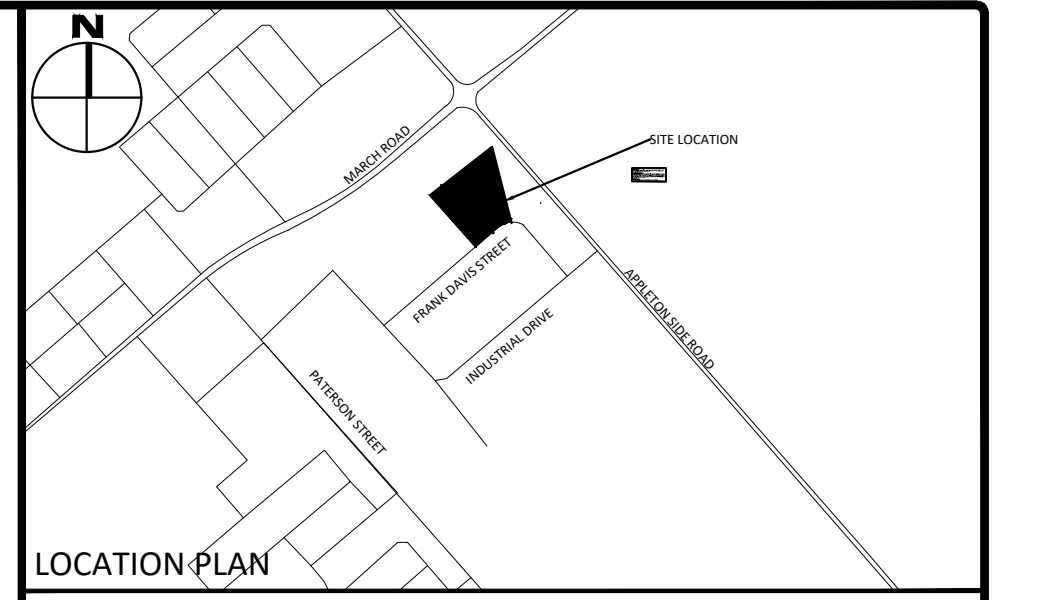 N
MARCH ROAD
SITE LOCATION
FRANK DAVIS STREET
APPLETON SIDE ROAD
INDUSTRIAL DRIVE
PATERSON STREET
LOCATION PLAN